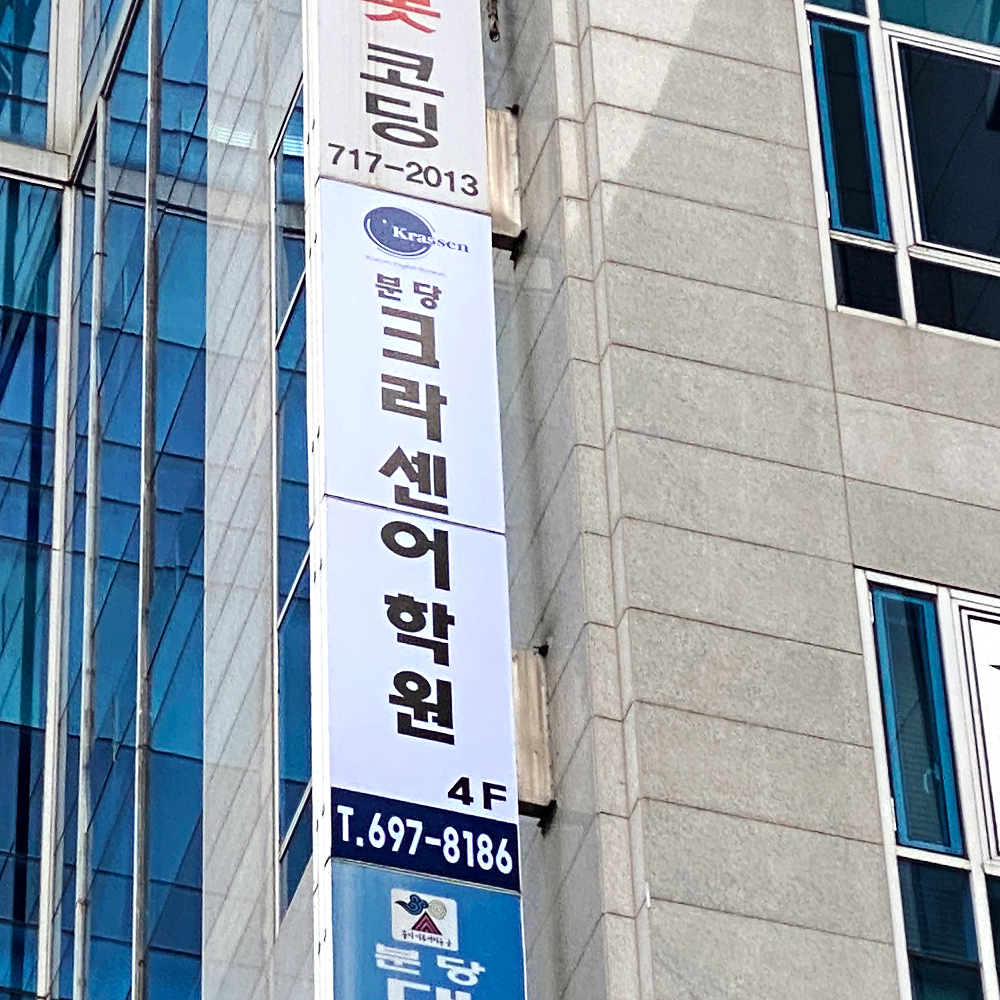 코딩
717-2013
Krassen
분당
크라센어학원
4F
T.697-8186
분당